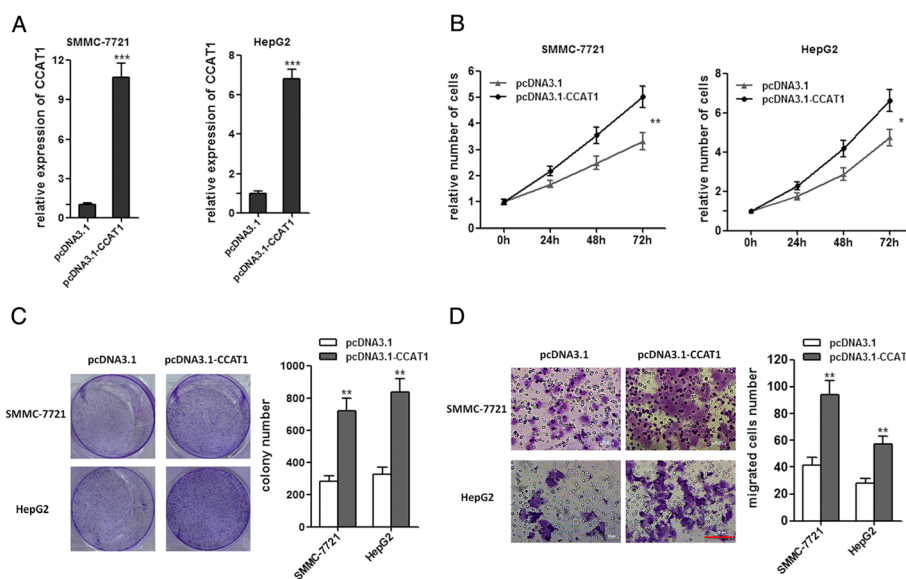 A
SMMC-7721
relative expression of CCAT1
12
9
6
3
0
***
pcDNA3.1
pcDNA3.1-CCAT1
HepG2
relative expression of CCAT1
8
6
4
2
0
***
pcDNA3.1
pcDNA3.1-CCAT1
B
SMMC-7721
relative number of cells
6
5
4
3
2
1
0
pcDNA3.1
pcDNA3.1-CCAT1
**
0h 24h 48h 72h
HepG2
relative number of cells
8
6
4
2
0
pcDNA3.1
pcDNA3.1-CCAT1
*
0h 24h 48h 72h
C
pcDNA3.1 pcDNA3.1-CCAT1
SMMC-7721
HepG2
pcDNA3.1
pcDNA3.1-CCAT1
colony number
1000
800
600
400
200
0
** **
SMMC-7721
HepG2
D
pcDNA3.1 pcDNA3.1-CCAT1
SMMC-7721
HepG2
pcDNA3.1
pcDNA3.1-CCAT
migrated cells number
120
100
80
60
40
20
0
**
**
SMMC-7721
HepG2